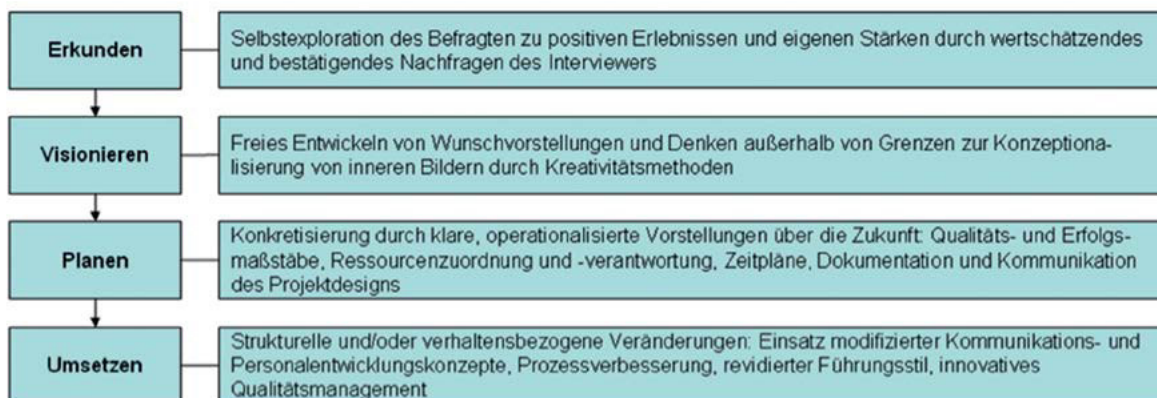 Erkunden
Selbstexploration des Befragten zu positiven Erlebnissen und eigenen Stärken durch wertschätzendes
und bestätigendes Nachfragen des Interviewers
Visionieren
Freies Entwickeln von Wunschvorstellungen und Denken außerhalb von Grenzen zur Konzeptiona-
lisierung von inneren Bildern durch Kreativitätsmethoden
Planen
Konkretisierung durch klare, operationalisierte Vorstellungen über die Zukunft: Qualitäts- und Erfolgs-
maßstäbe, Ressourcenzuordnung und -verantwortung, Zeitpläne, Dokumentation und Kommunikation
des Projektdesigns
Umsetzen
Strukturelle und/oder verhaltensbezogene Veränderungen: Einsatz modifizierter Kommunikations- und
Personalentwicklungskonzepte, Prozessverbesserung, revidierter Führungsstil, innovatives
Qualitätsmanagement